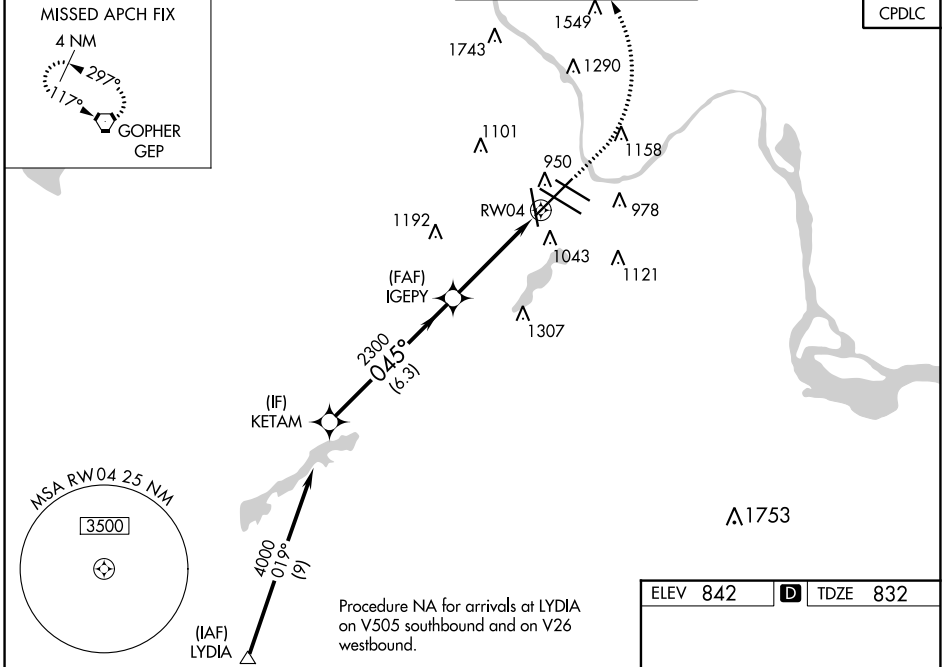 MISSED APCH FIX
4 NM
297°
117°
GOPHER
GEP
CPDLC
1549
1743
1290
1101
1158
950
RW04
978
1192
1043
1121
(FAF)
IGEPY
1307
2300
045°
(6.3)
(IF)
KETAM
MSA RW04 25 NM
3500
1753
4000
019°
(9)
Procedure NA for arrivals at LYDIA
on V505 southbound and on V26
westbound.
(IAF)
LYDIA
ELEV 842 D TDZE 832